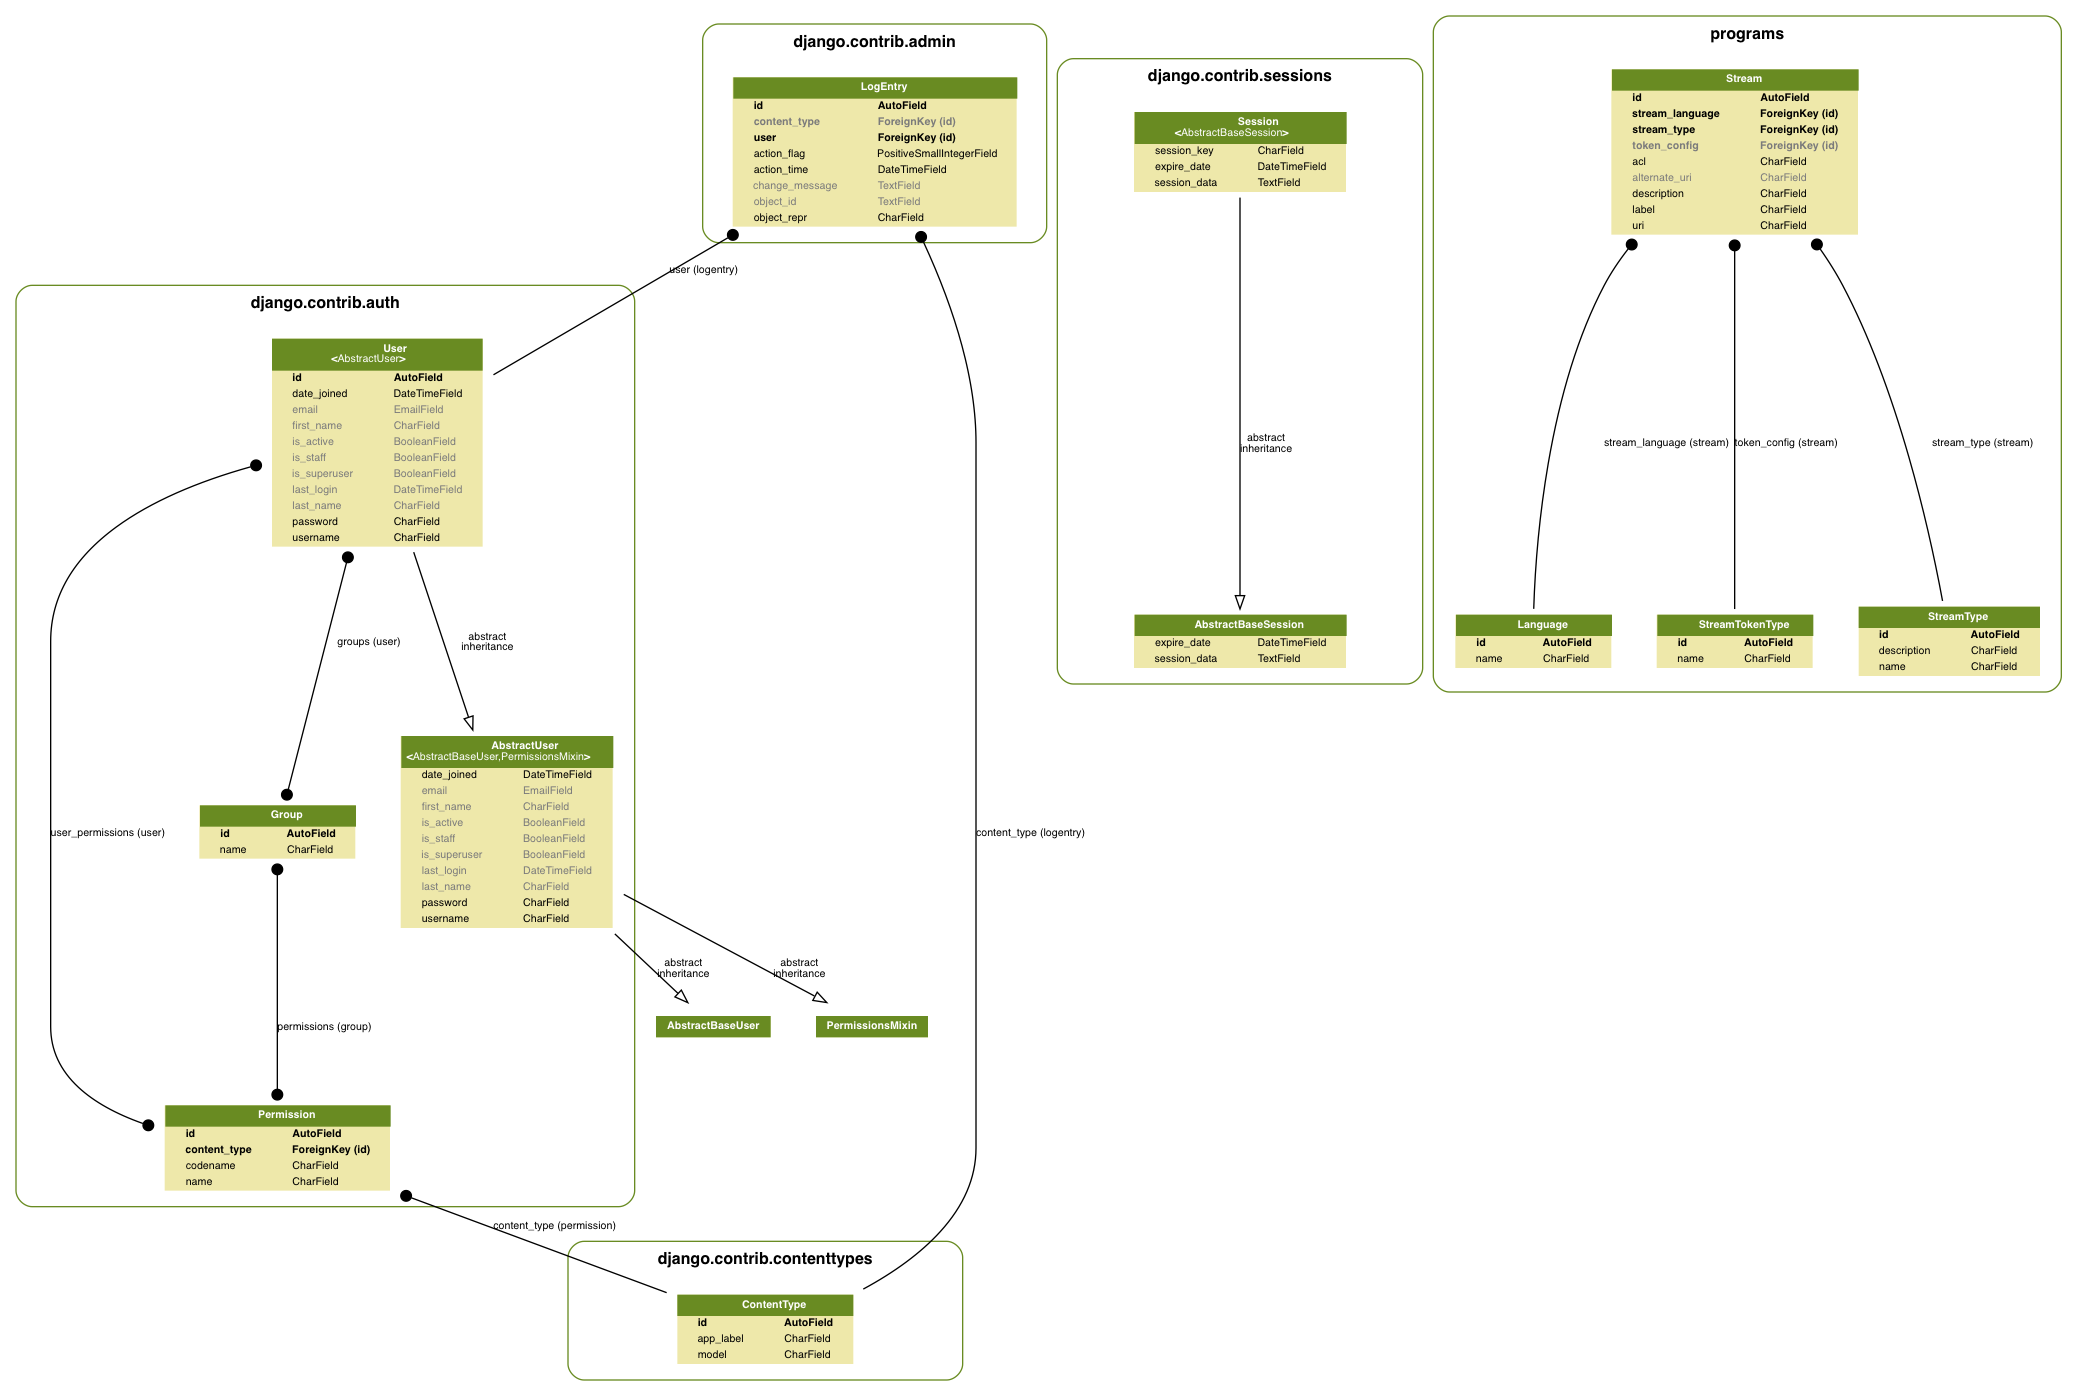 django.contrib.admin
LogEntry
id AutoField
content_type ForeignKey (id)
user ForeignKey (id)
action_flag PositiveSmallIntegerField
action_time DateTimeField
change_message TextField
object_id TextField
object_repr CharField
django.contrib.sessions
Session
<AbstractBaseSession>
session_key CharField
expire_date DateTimeField
session_data TextField
abstract
inheritance
AbstractBaseSession
expire_date DateTimeField
session_data TextField
programs
Stream
id AutoField
stream_language ForeignKey (id)
stream_type ForeignKey (id)
token_config ForeignKey (id)
acl CharField
alternate_uri CharField
description CharField
label CharField
uri CharField
stream_language (stream)
token_config (stream)
stream_type (stream)
Language
id AutoField
name CharField
StreamTokenType
id AutoField
name CharField
StreamType
id AutoField
description CharField
name CharField
user (logentry)
django.contrib.auth
User
<AbstractUser>
id AutoField
date_joined DateTimeField
email EmailField
first_name CharField
is_active BooleanField
is_staff BooleanField
is_superuser BooleanField
last_login DateTimeField
last_name CharField
password CharField
username CharField
groups (user)
abstract
inheritance
AbstractUser
<AbstractBaseUser,PermissionsMixin>
date_joined DateTimeField
email EmailField
first_name CharField
is_active BooleanField
is_staff BooleanField
is_superuser BooleanField
last_login DateTimeField
last_name CharField
password CharField
username CharField
Group
id AutoField
name CharField
user_permissions (user)
content_type (logentry)
abstract
inheritance
abstract
inheritance
AbstractBaseUser
PermissionsMixin
permissions (group)
Permission
id AutoField
content_type ForeignKey (id)
codename CharField
name CharField
content_type (permission)
django.contrib.contenttypes
ContentType
id AutoField
app_label CharField
model CharField